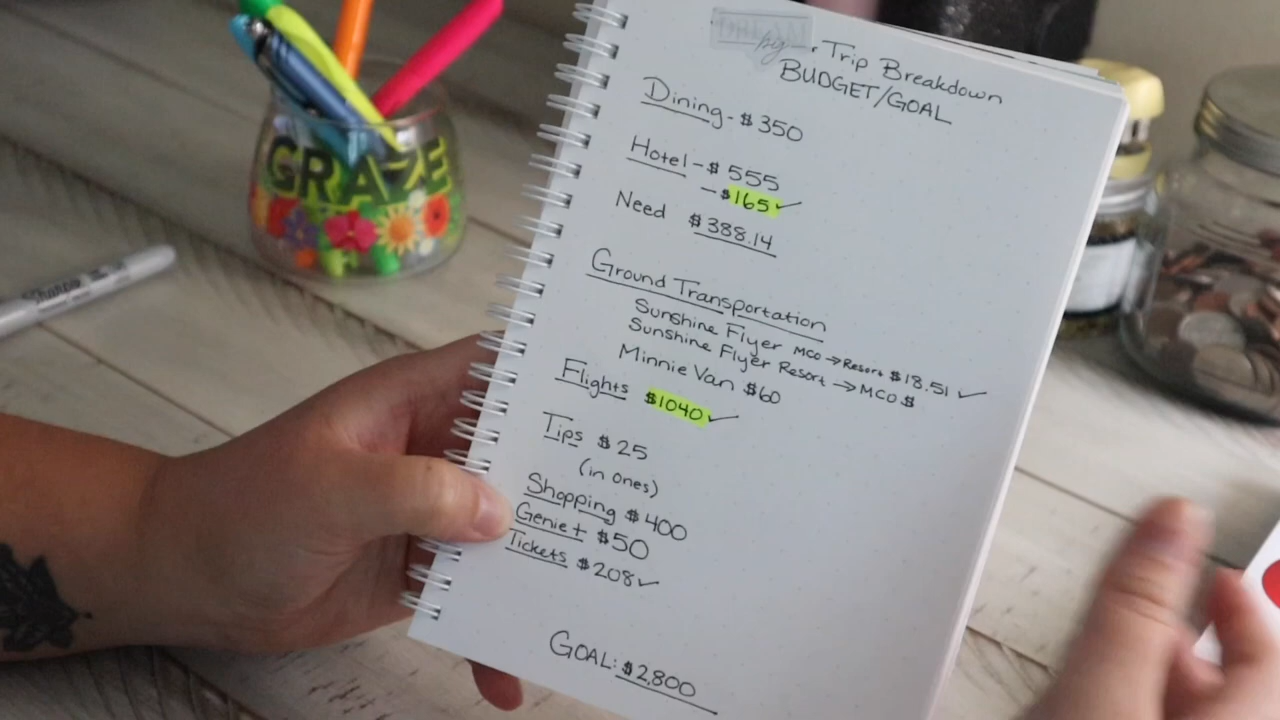 DREAM
by
Trip Breakdown
BUDGET/GOAL
Dining - $350
Hotel - $555
- $165 ✓
Need $388.14
Ground Transportation
Sunshine Flyer MCO → Resort $18.51 ✓
Sunshine Flyer Resort → MCO $
Minnie Van $60
Flights $1040 ✓
Tips $25
(in ones)
Shopping $400
Genie+ $50
Tickets $208 ✓
GOAL: $2,800
GRAZE
Sharpie